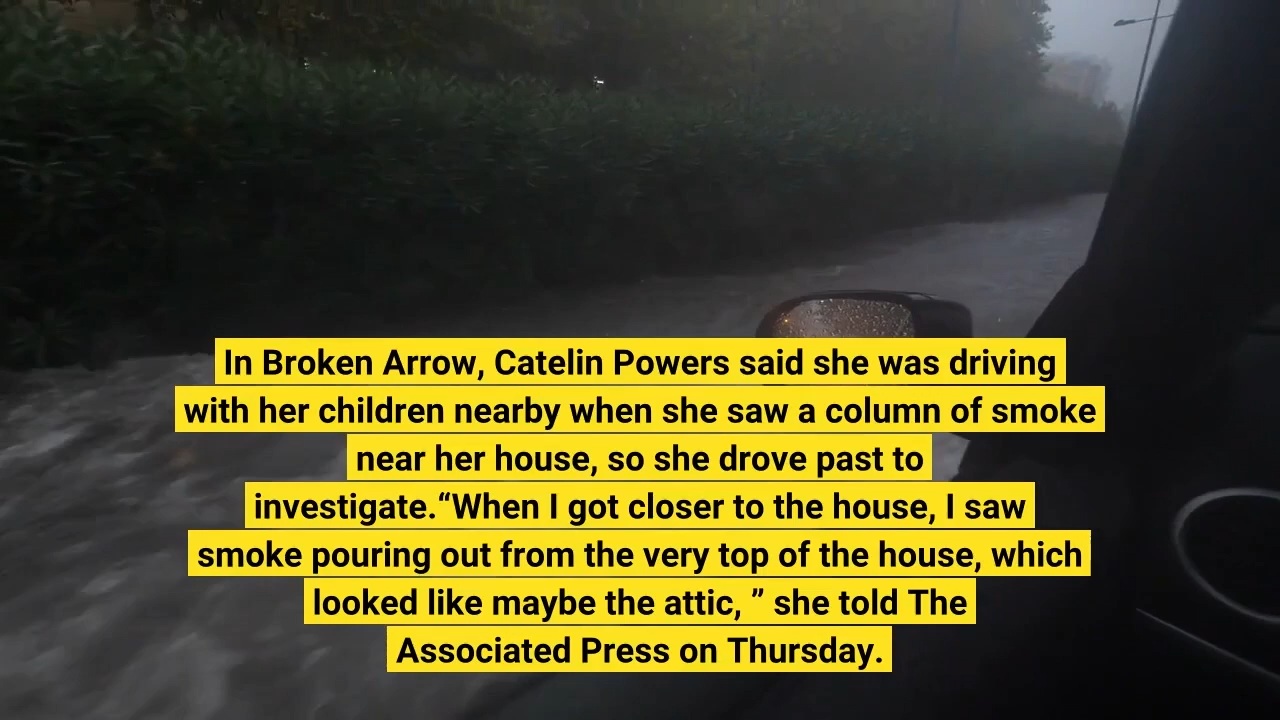 In Broken Arrow, Catelin Powers said she was driving
with her children nearby when she saw a column of smoke
near her house, so she drove past to
investigate.“When I got closer to the house, I saw
smoke pouring out from the very top of the house, which
looked like maybe the attic, ” she told The
Associated Press on Thursday.